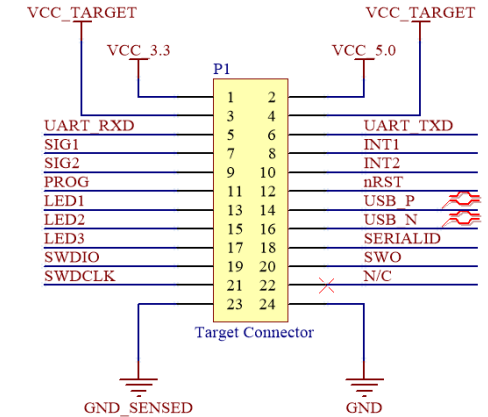 VCC_TARGET VCC_TARGET
VCC_3.3 VCC_5.0
P1
1 2
3 4
UART_RXD 5 6 UART_TXD
SIG1 7 8 INT1
SIG2 9 10 INT2
PROG 11 12 nRST
LED1 13 14 USB_P
LED2 15 16 USB_N
LED3 17 18 SERIALID
SWDIO 19 20 SWO
SWDCLK 21 22 N/C
23 24
Target Connector
GND_SENSED GND